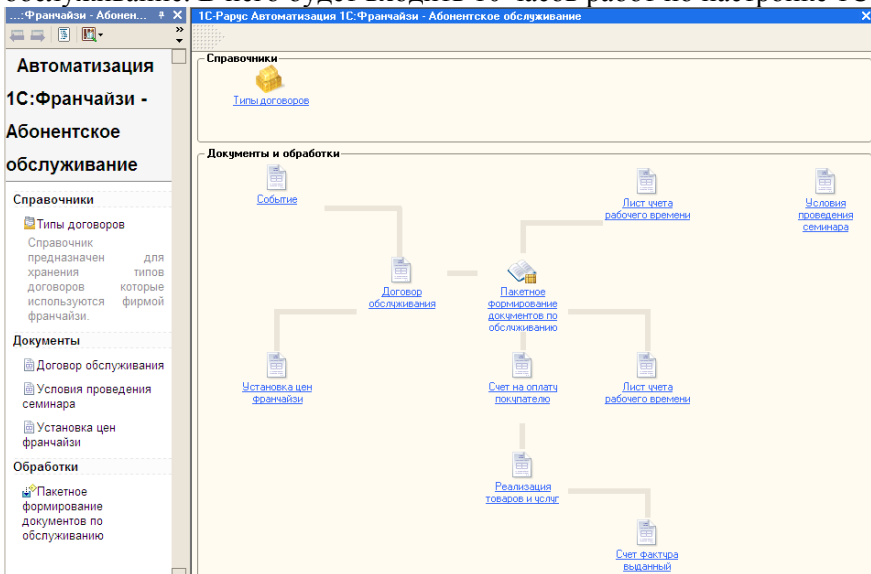 обслуживание. В него будет входить 10 часов работ по настройке 1С
...:Франчайзи - Абонен...
1С-Рарус Автоматизация 1С:Франчайзи - Абонентское обслуживание
Автоматизация
1С:Франчайзи -
Абонентское
обслуживание
Справочники
Типы договоров
Справочник
предназначен для
хранения типов
договоров которые
используются фирмой
франчайзи.
Документы
Договор обслуживания
Условия проведения
семинара
Установка цен
франчайзи
Обработки
Пакетное
формирование
документов по
обслуживанию
Справочники
Типы договоров
Документы и обработки
Событие
Лист учета
рабочего времени
Условия
проведения
семинара
Договор
обслуживания
Пакетное
формирование
документов по
обслуживанию
Установка цен
франчайзи
Счет на оплату
покупателю
Лист учета
рабочего времени
Реализация
товаров и услуг
Счет фактура
выданный